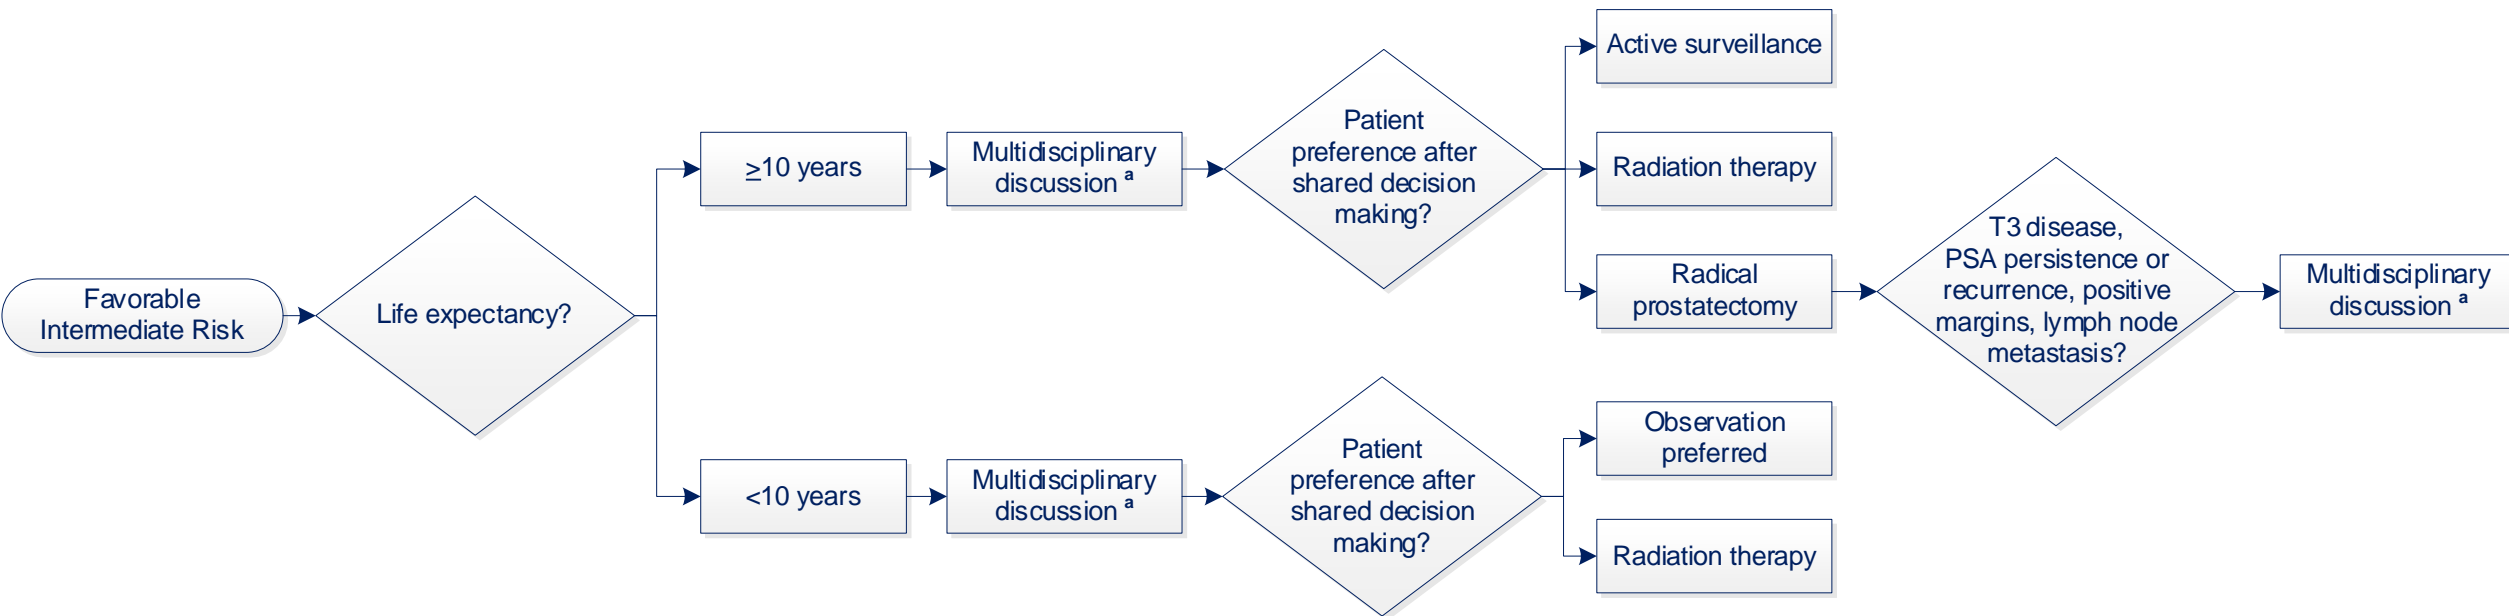 Favorable
Intermediate Risk
Life expectancy?
≥10 years
Multidisciplinary
discussion a
Patient
preference after
shared decision
making?
Active surveillance
Radiation therapy
Radical
prostatectomy
T3 disease,
PSA persistence or
recurrence, positive
margins, lymph node
metastasis?
Multidisciplinary
discussion a
<10 years
Multidisciplinary
discussion a
Patient
preference after
shared decision
making?
Observation
preferred
Radiation therapy